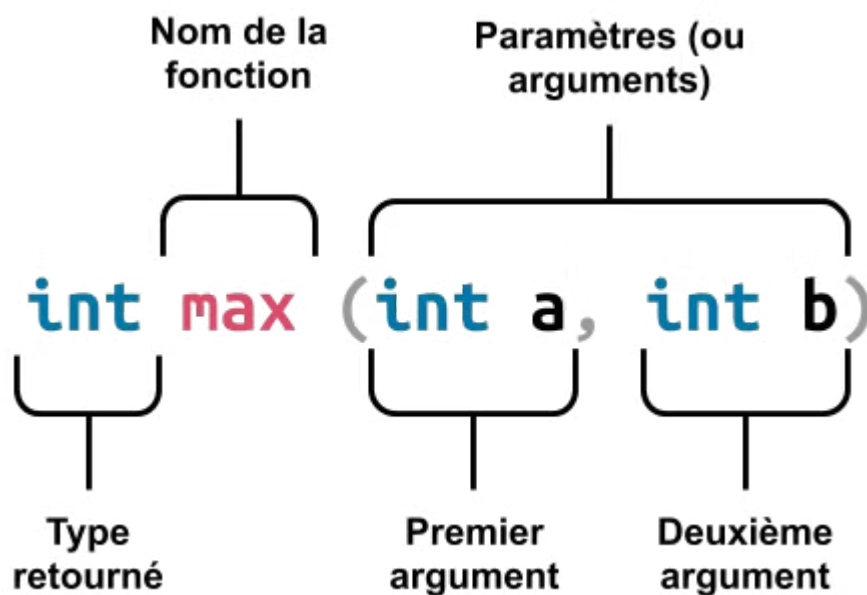 Nom de la
fonction
Paramètres (ou
arguments)
int max (int a, int b)
Type
retourné
Premier
argument
Deuxième
argument